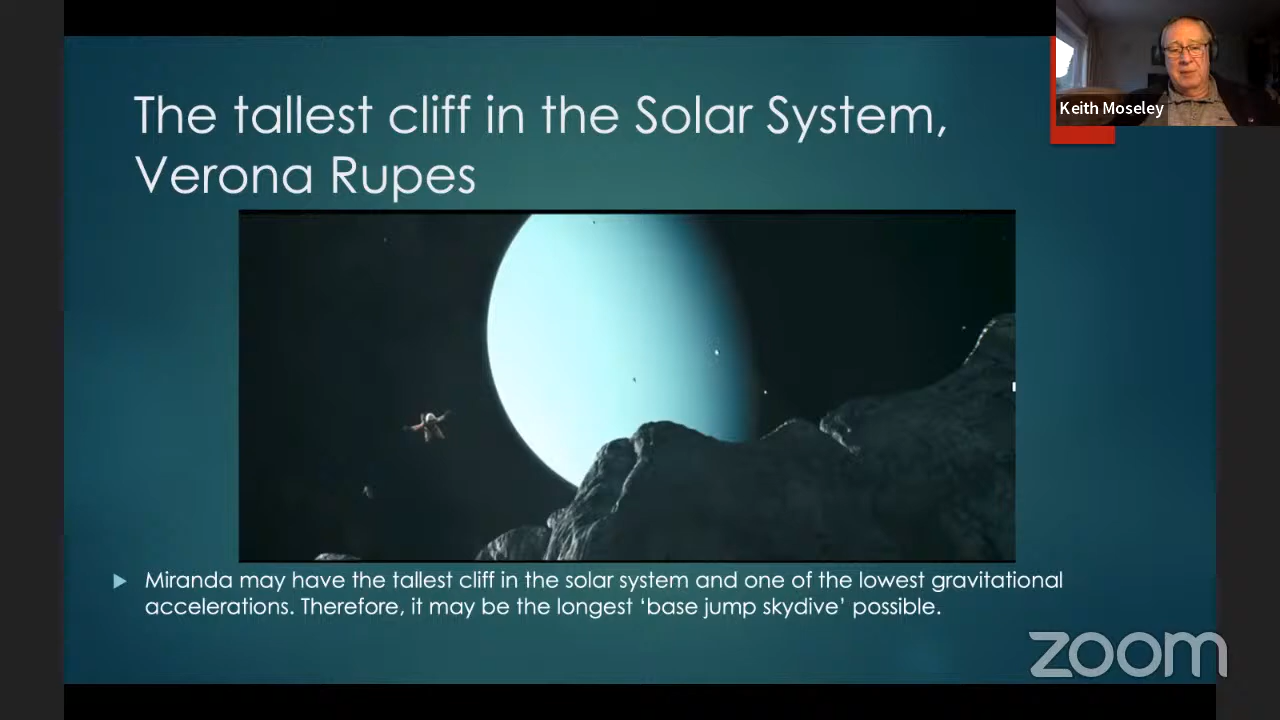 Keith Moseley
The tallest cliff in the Solar System,
Verona Rupes
Miranda may have the tallest cliff in the solar system and one of the lowest gravitational
accelerations. Therefore, it may be the longest ‘base jump skydive’ possible.
zoom